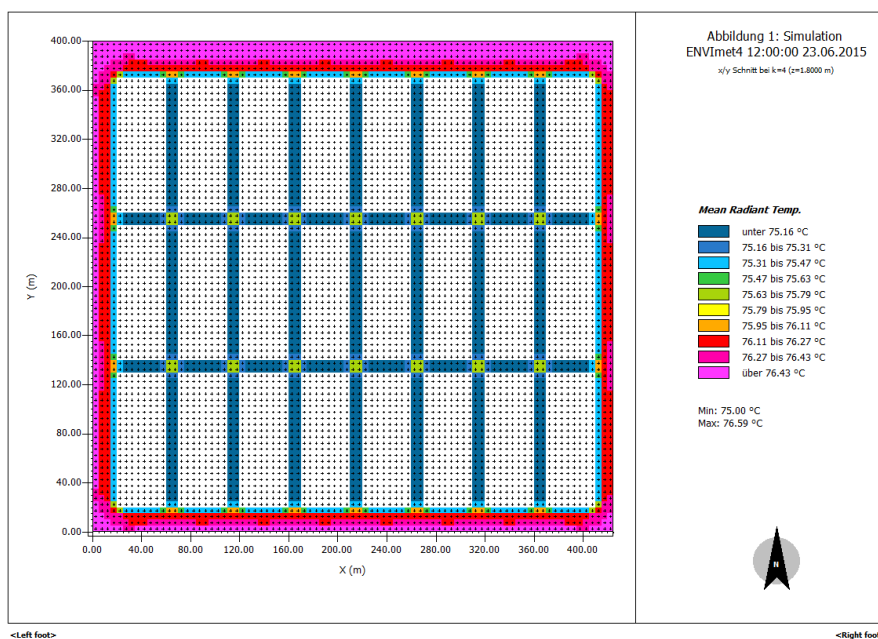 Abbildung 1: Simulation
ENVImet4 12:00:00 23.06.2015
x/y Schnitt bei k=4 (z=1.8000 m)
400.00
360.00
320.00
280.00
240.00
200.00
160.00
120.00
80.00
40.00
0.00
Y (m)
0.00 40.00 80.00 120.00 160.00 200.00 240.00 280.00 320.00 360.00 400.00
X (m)
Mean Radiant Temp.
unter 75.16 °C
75.16 bis 75.31 °C
75.31 bis 75.47 °C
75.47 bis 75.63 °C
75.63 bis 75.79 °C
75.79 bis 75.95 °C
75.95 bis 76.11 °C
76.11 bis 76.27 °C
76.27 bis 76.43 °C
über 76.43 °C
Min: 75.00 °C
Max: 76.59 °C
N
<Left foot>
<Right foot